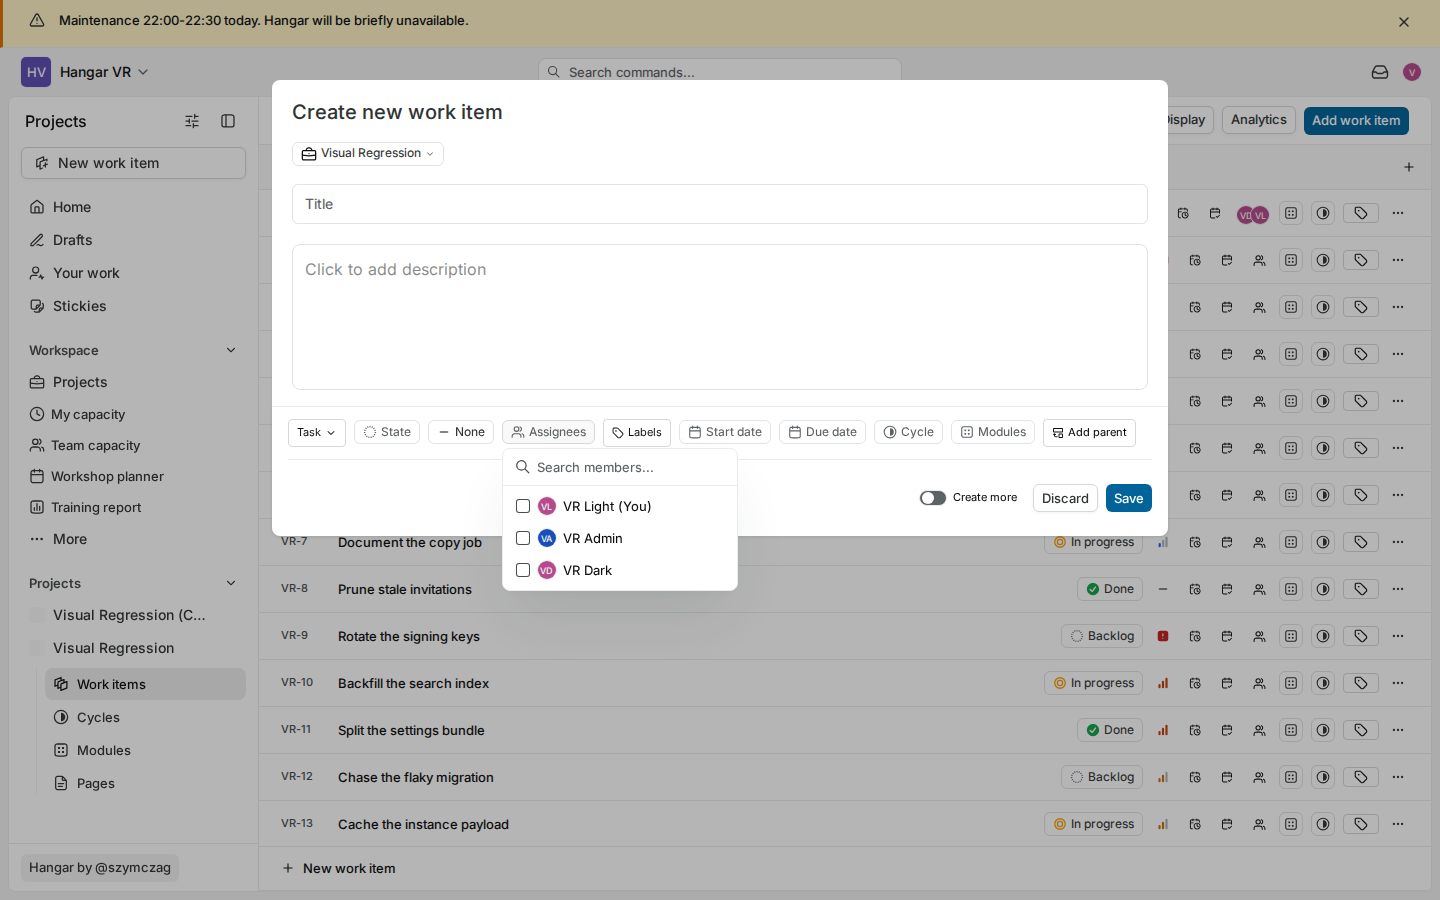 Maintenance 22:00-22:30 today. Hangar will be briefly unavailable.
HV Hangar VR
Search commands...
V
Projects
New work item
Home
Drafts
Your work
Stickies
Workspace
Projects
My capacity
Team capacity
Workshop planner
Training report
More
Projects
Visual Regression (C...
Visual Regression
Work items
Cycles
Modules
Pages
Hangar by @szymczag
Analytics
Add work item
VL
Create new work item
Visual Regression
Title
Click to add description
Task
State
None
Assignees
Labels
Start date
Due date
Cycle
Modules
Add parent
Search members...
VL VR Light (You)
VA VR Admin
VD VR Dark
Create more
Discard
Save
VR-7 Document the copy job In progress
VR-8 Prune stale invitations Done
VR-9 Rotate the signing keys Backlog
VR-10 Backfill the search index In progress
VR-11 Split the settings bundle Done
VR-12 Chase the flaky migration Backlog
VR-13 Cache the instance payload In progress
New work item